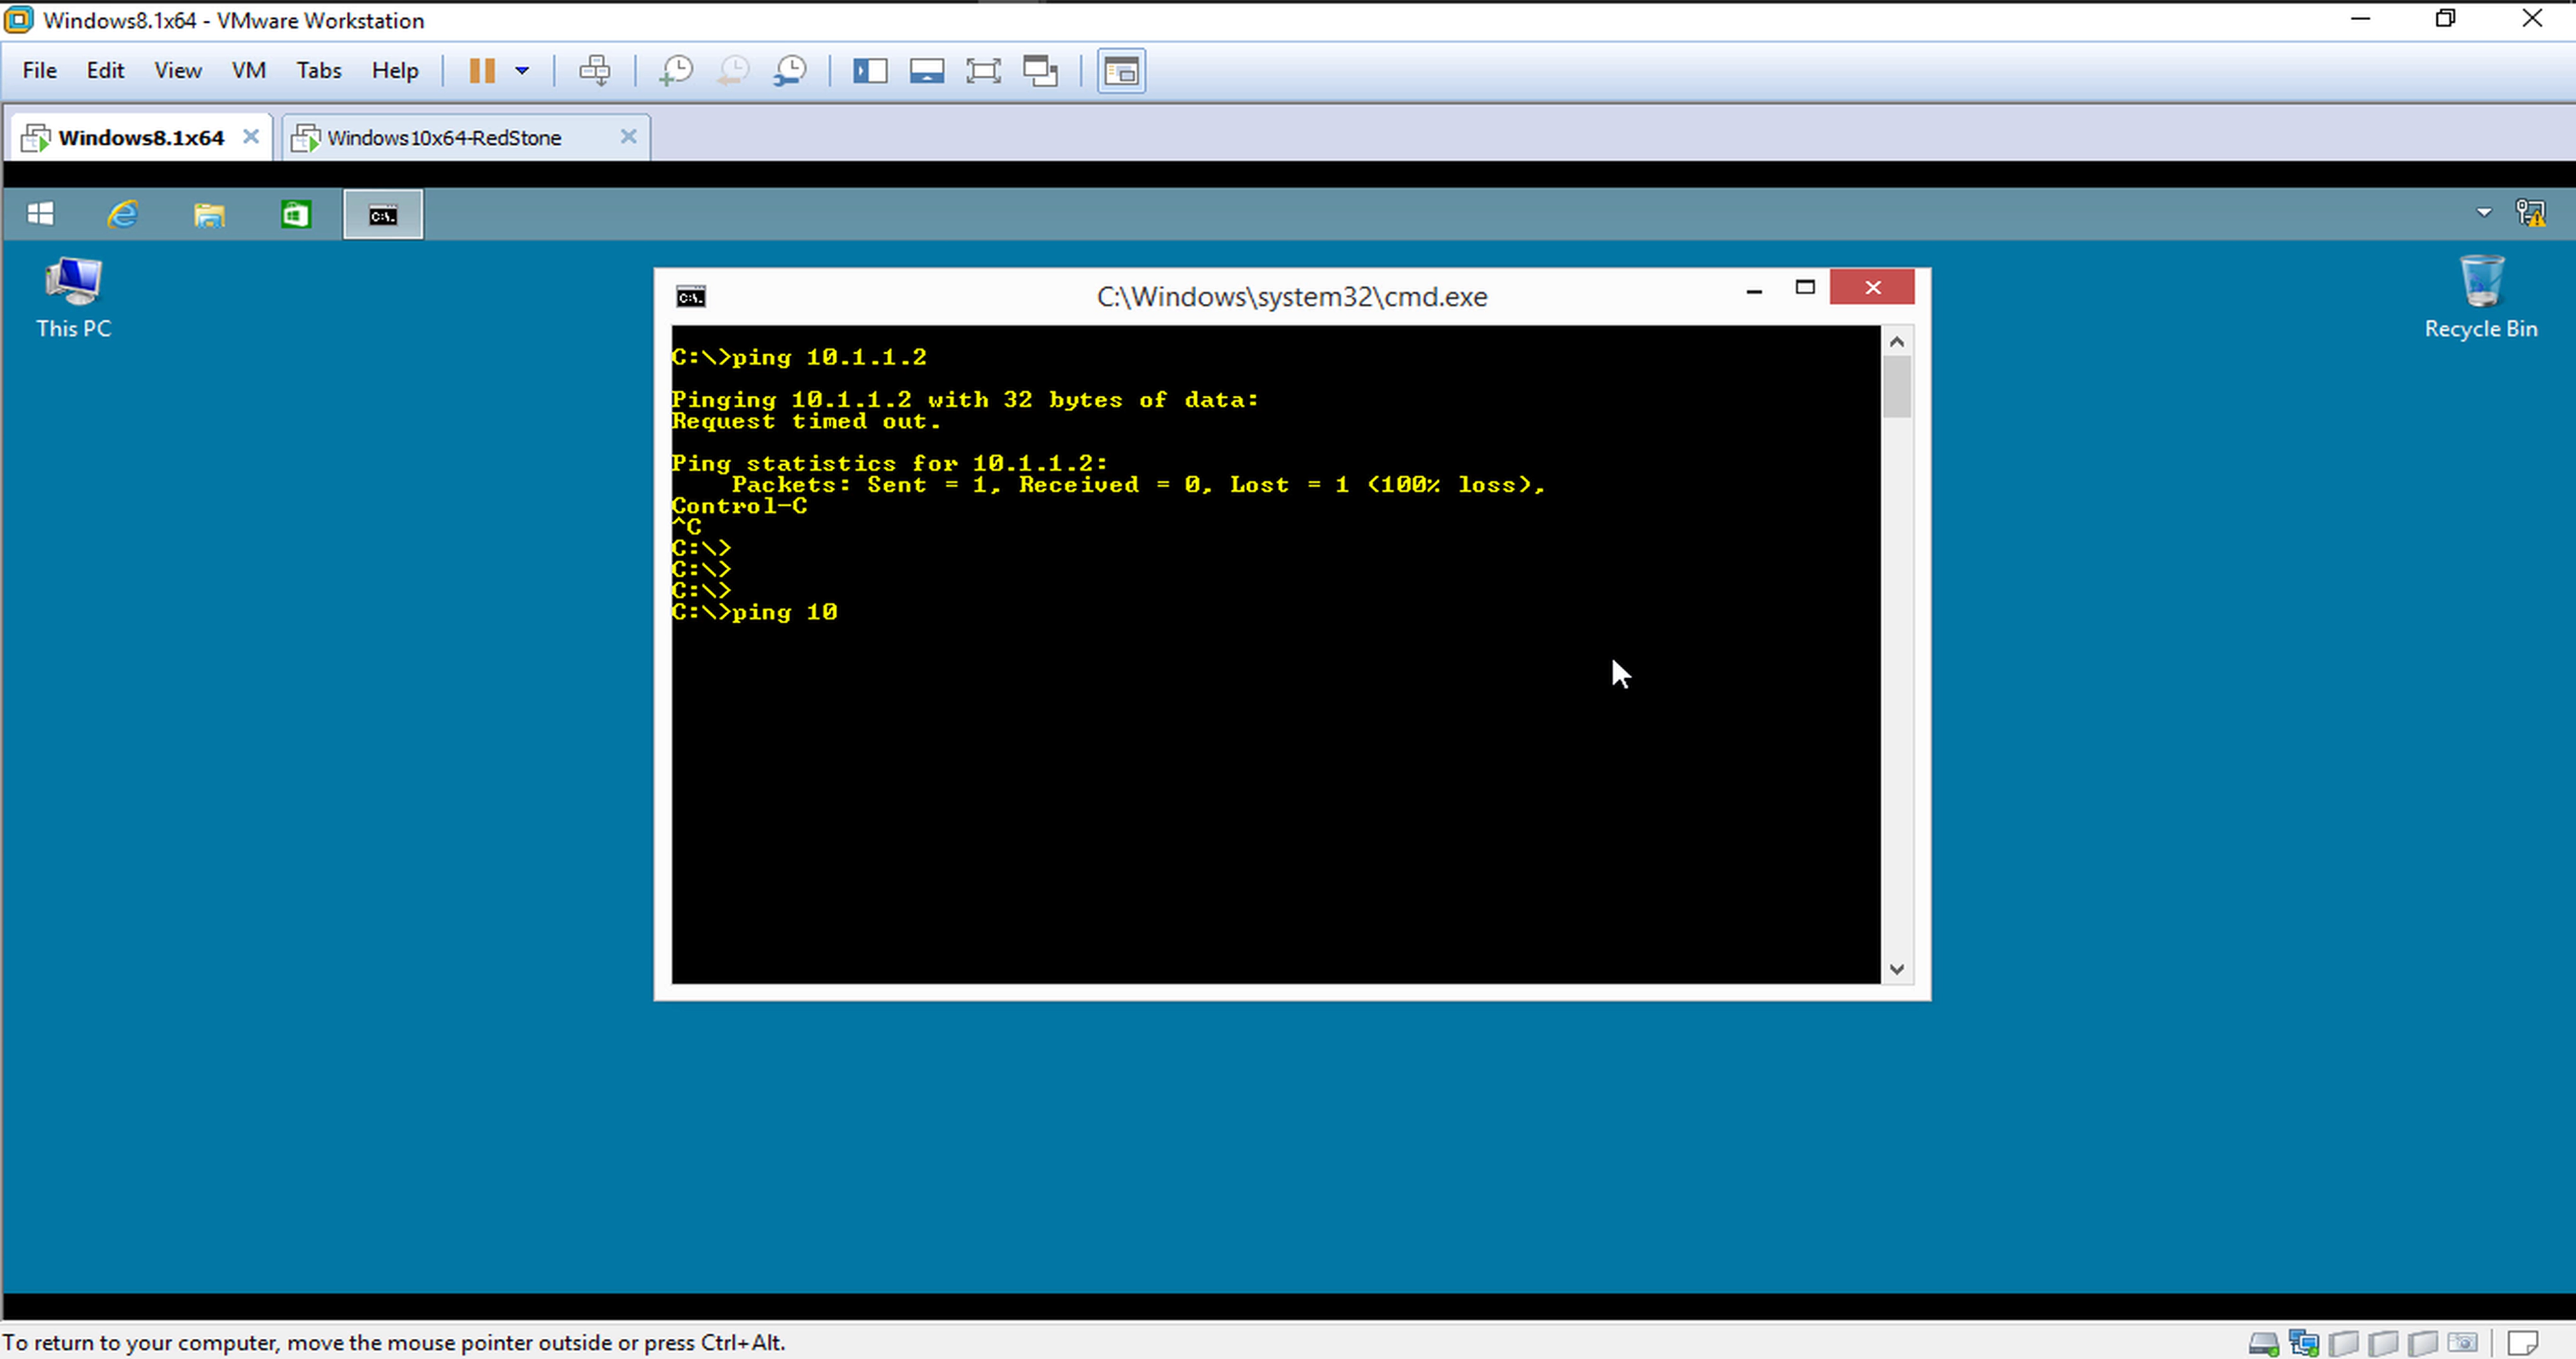 Windows8.1x64 - VMware Workstation
File Edit View VM Tabs Help
Windows8.1x64 Windows10x64-RedStone
C:\.
This PC
Recycle Bin
C:\. C:\Windows\system32\cmd.exe
C:\>ping 10.1.1.2
Pinging 10.1.1.2 with 32 bytes of data:
Request timed out.
Ping statistics for 10.1.1.2:
Packets: Sent = 1, Received = 0, Lost = 1 (100% loss),
Control-C
^C
C:\>
C:\>
C:\>
C:\>ping 10
To return to your computer, move the mouse pointer outside or press Ctrl+Alt.